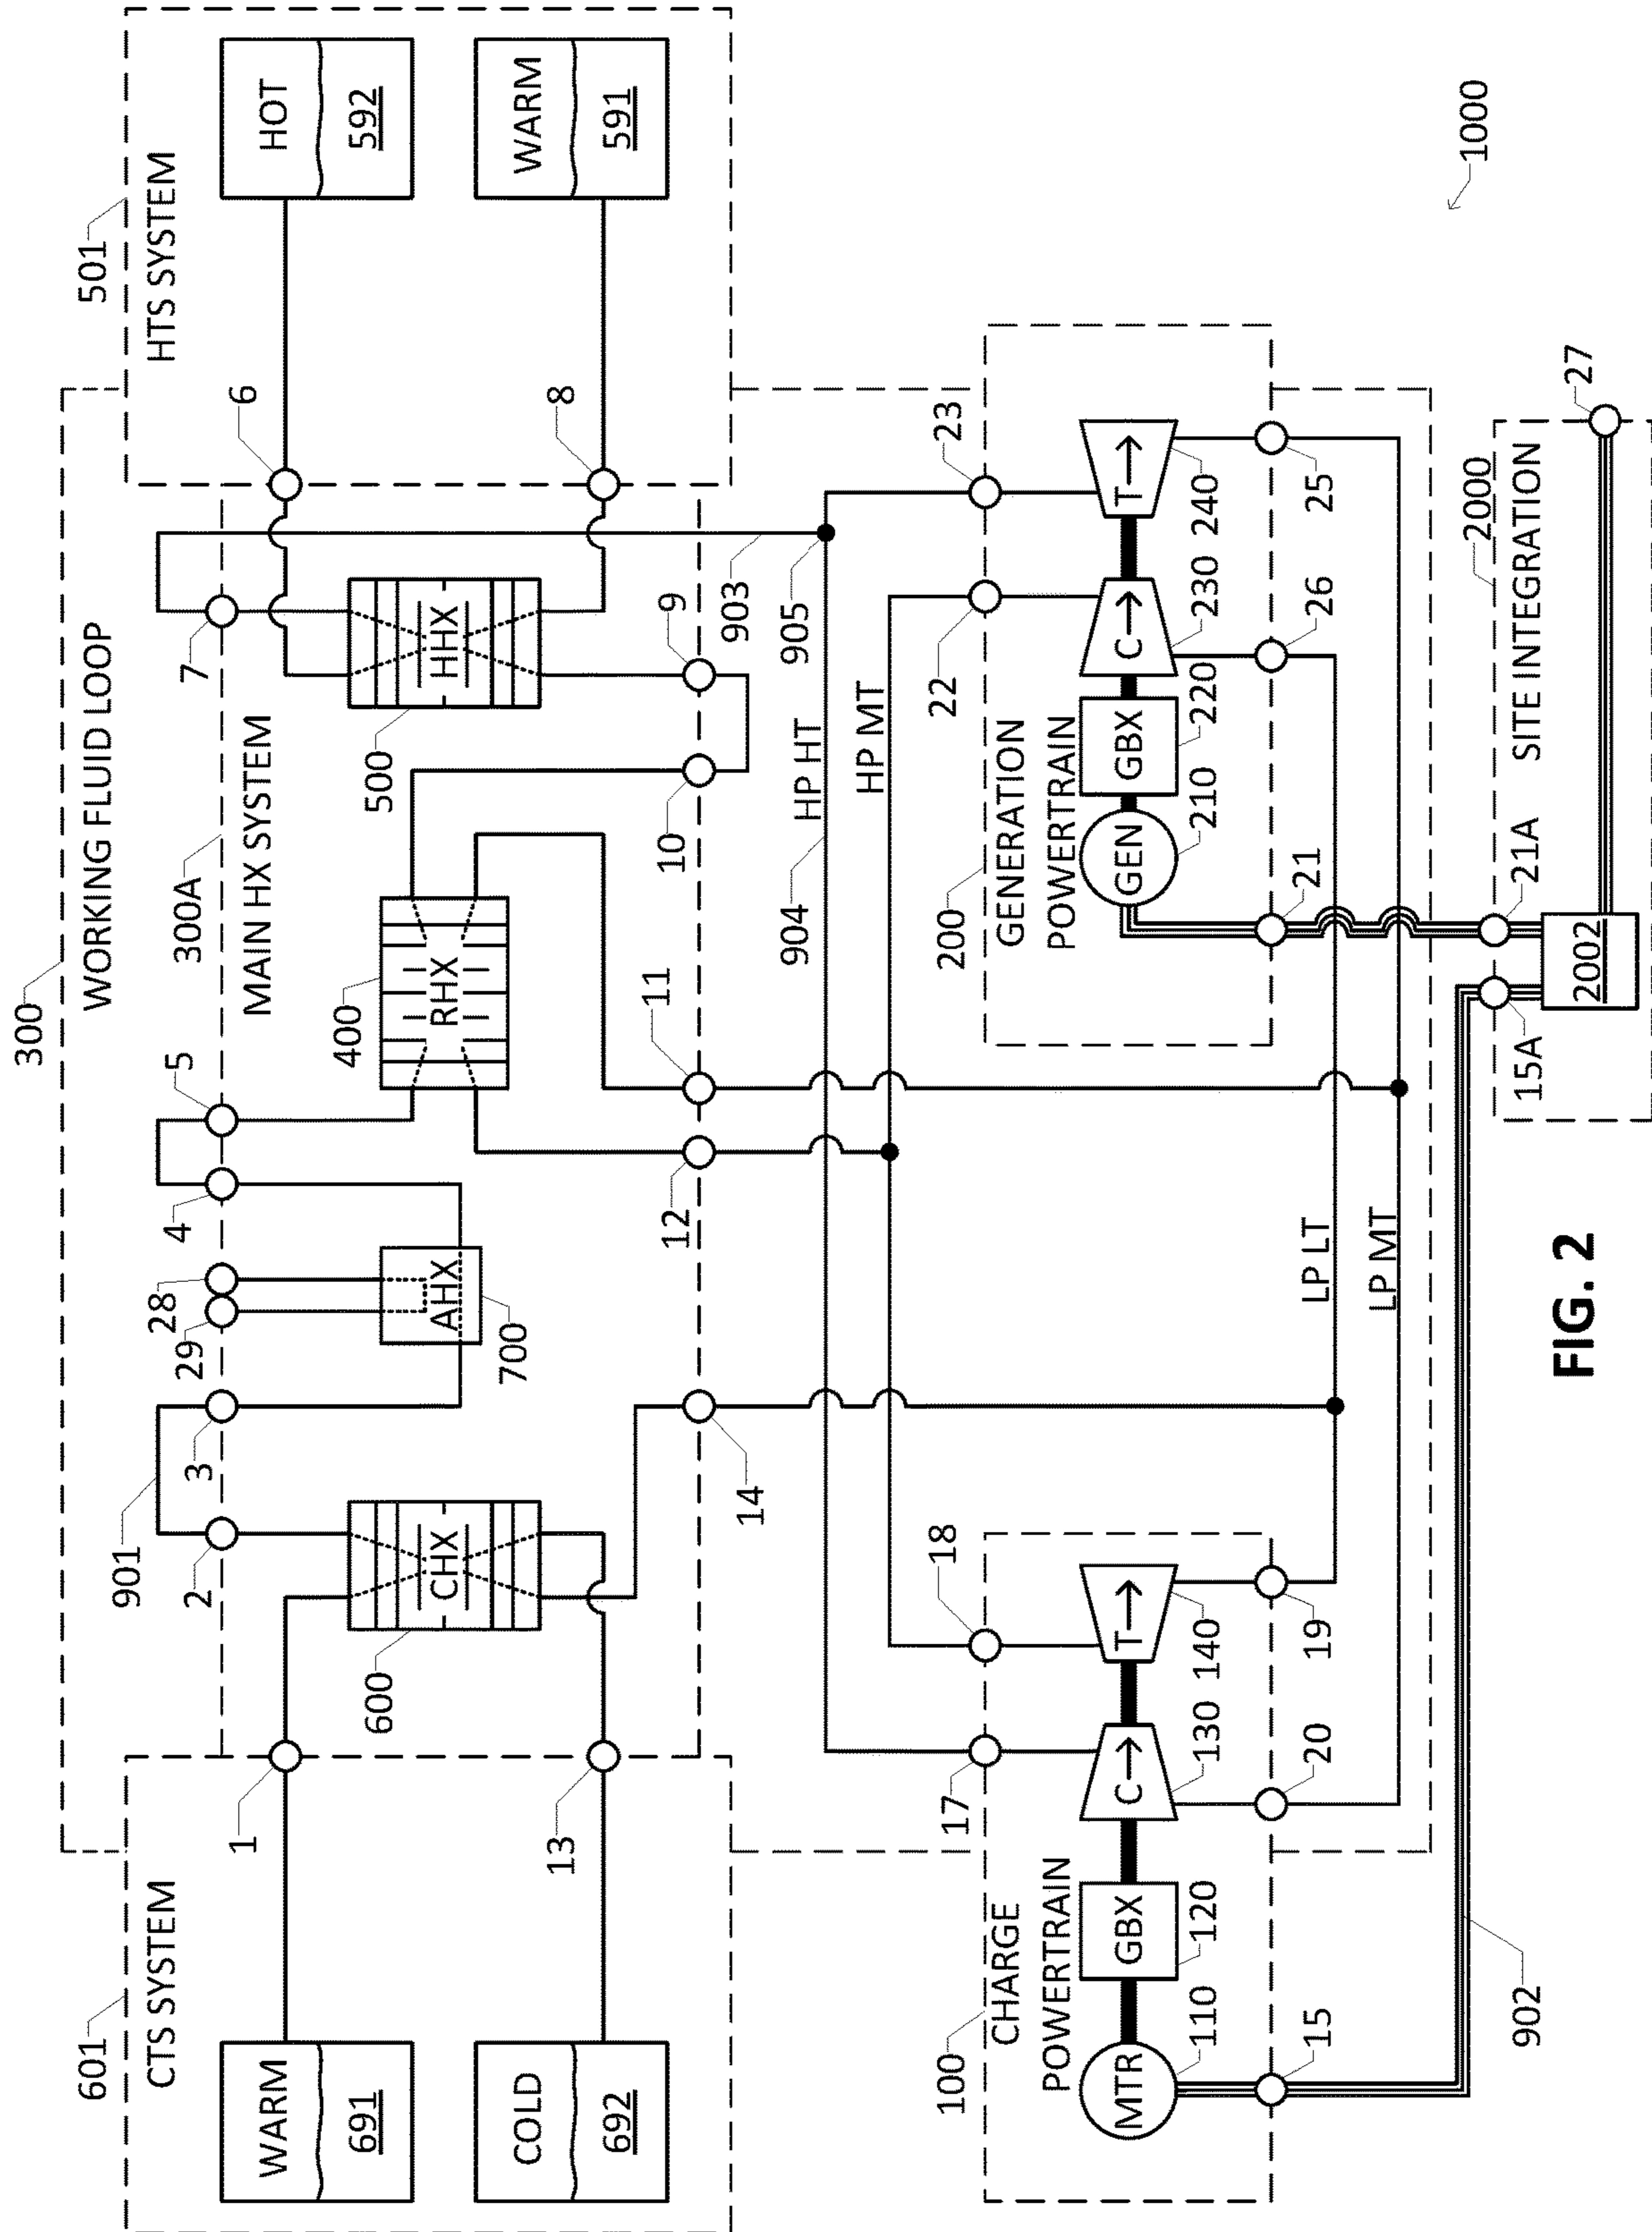 300
WORKING FLUID LOOP
601
CTS SYSTEM
WARM
691
COLD
692
1
13
901
2
3
29
28
4
5
300A
MAIN HX SYSTEM
7
6
8
501
HTS SYSTEM
HOT
592
WARM
591
CHX
600
AHX
700
RHX
400
HHX
500
14
12
11
10
9
903
905
904
HP HT
HP MT
17
18
22
23
100
CHARGE
POWERTRAIN
MTR
110
GBX
120
C
130
T
140
15
20
19
200
GENERATION
POWERTRAIN
GEN
210
GBX
220
C
230
T
240
21
26
25
LP LT
LP MT
902
15A
21A
2000
SITE INTEGRATION
2002
27
1000
FIG. 2